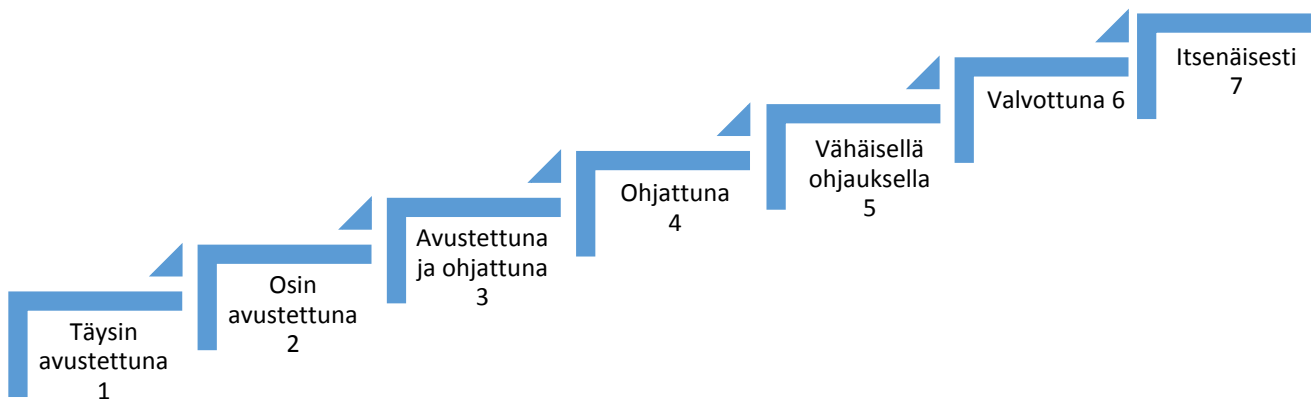 Täysin
avustettuna
1
Osin
avustettuna
2
Avustettuna
ja ohjattuna
3
Ohjattuna
4
Vähäisellä
ohjauksella
5
Valvottuna 6
Itsenäisesti
7